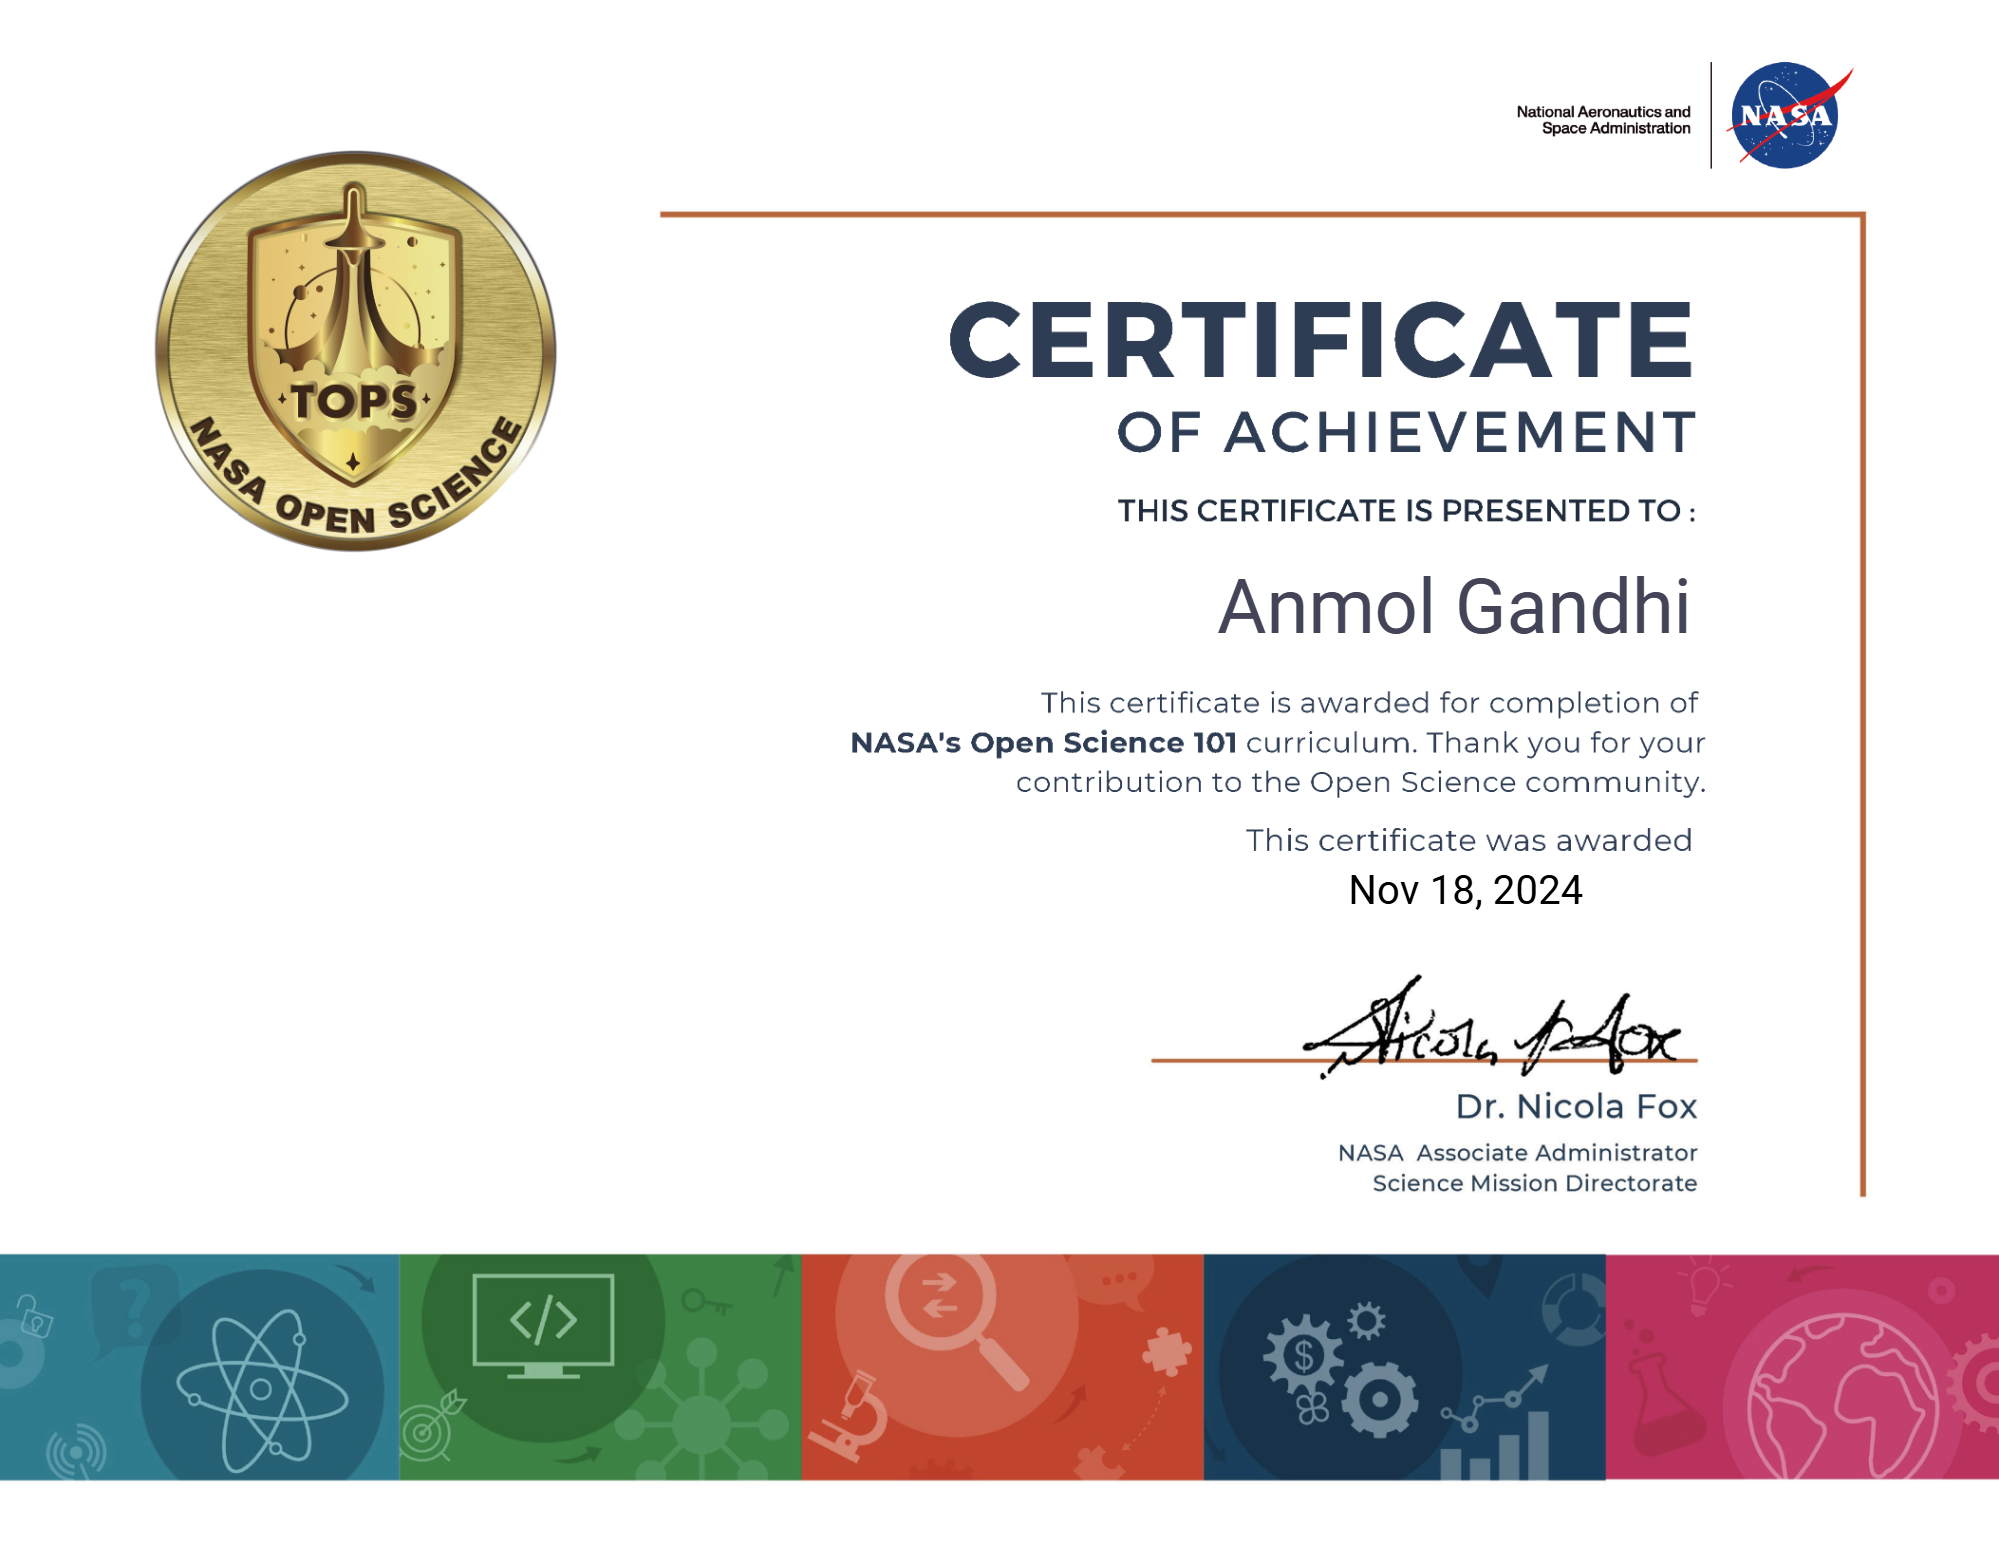 National Aeronautics and
Space Administration
NASA
TOPS
NASA OPEN SCIENCE
CERTIFICATE
OF ACHIEVEMENT
THIS CERTIFICATE IS PRESENTED TO :
Anmol Gandhi
This certificate is awarded for completion of
NASA's Open Science 101 curriculum. Thank you for your
contribution to the Open Science community.
This certificate was awarded
Nov 18, 2024
Nicola Fox
Dr. Nicola Fox
NASA Associate Administrator
Science Mission Directorate
?
</>
$